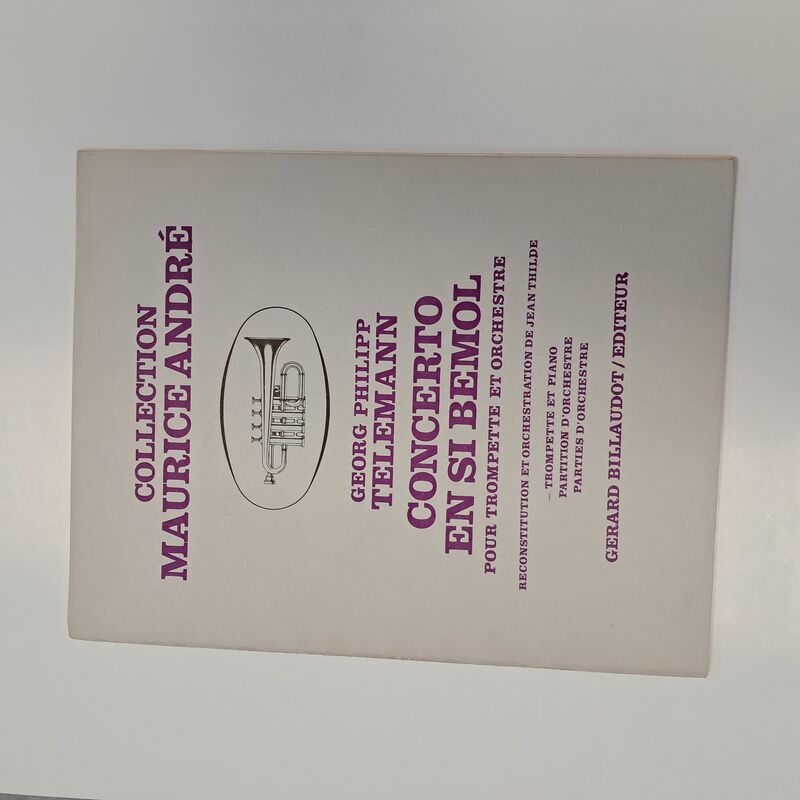 COLLECTION
MAURICE ANDRÉ
GEORG PHILIPP
TELEMANN
CONCERTO
EN SI BEMOL
POUR TROMPETTE ET ORCHESTRE
RECONSTITUTION ET ORCHESTRATION DE JEAN THILDE
– TROMPETTE ET PIANO
PARTITION D'ORCHESTRE
PARTIES D'ORCHESTRE
GERARD BILLAUDOT / EDITEUR